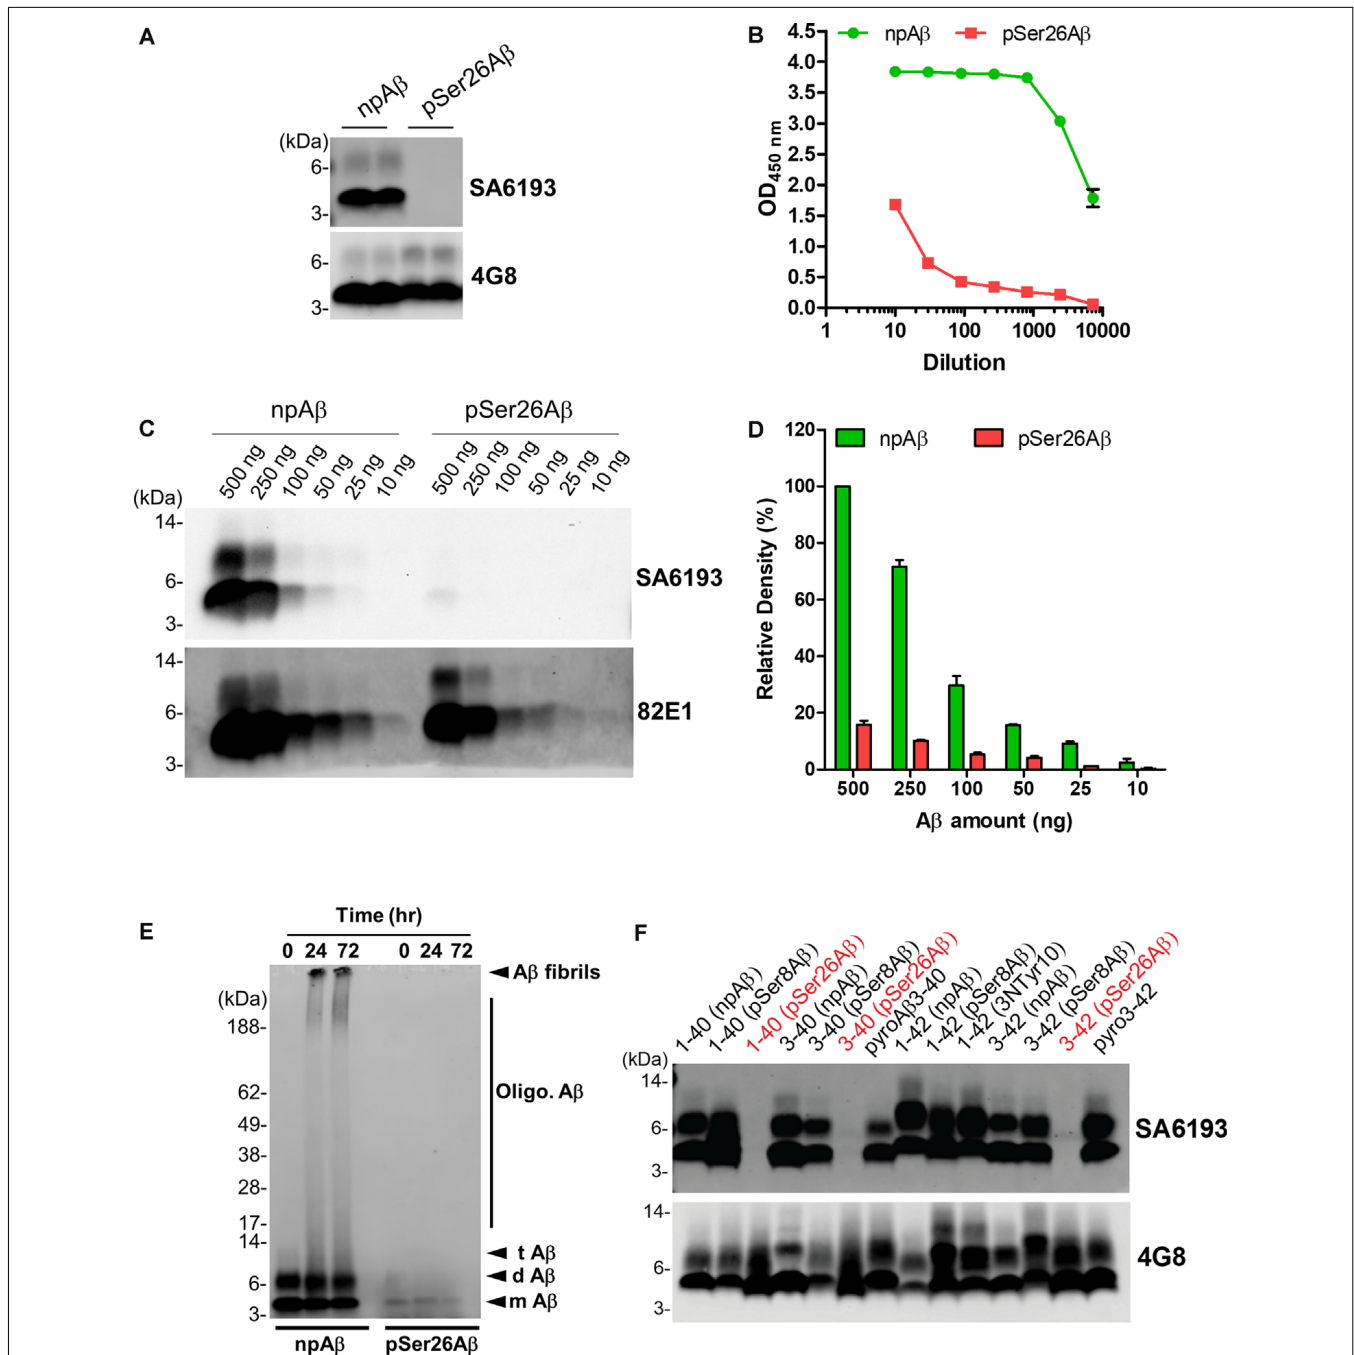 A
npAβ
pSer26Aβ
(kDa)
6-
3-
SA6193
6-
3-
4G8
B
npAβ
pSer26Aβ
4.5
4.0
3.5
3.0
2.5
2.0
1.5
1.0
0.5
0.0
OD450 nm
1
10
100
1000
10000
Dilution
C
npAβ
pSer26Aβ
500 ng
250 ng
100 ng
50 ng
25 ng
10 ng
500 ng
250 ng
100 ng
50 ng
25 ng
10 ng
(kDa)
14-
6-
3-
SA6193
14-
6-
3-
82E1
D
npAβ
pSer26Aβ
120
100
80
60
40
20
0
Relative Density (%)
500
250
100
50
25
10
Aβ amount (ng)
E
Time (hr)
0 24 72
0 24 72
(kDa)
188-
62-
49-
38-
28-
17-
14-
6-
3-
Aβ fibrils
Oligo. Aβ
t Aβ
d Aβ
m Aβ
npAβ
pSer26Aβ
F
1-40 (npAβ)
1-40 (pSer8Aβ)
1-40 (pSer26Aβ)
3-40 (npAβ)
3-40 (pSer8Aβ)
3-40 (pSer26Aβ)
pyroAβ3-40
1-42 (npAβ)
1-42 (pSer8Aβ)
1-42 (3NTyr10)
3-42 (npAβ)
3-42 (pSer8Aβ)
3-42 (pSer26Aβ)
pyro3-42
(kDa)
14-
6-
3-
SA6193
14-
6-
3-
4G8